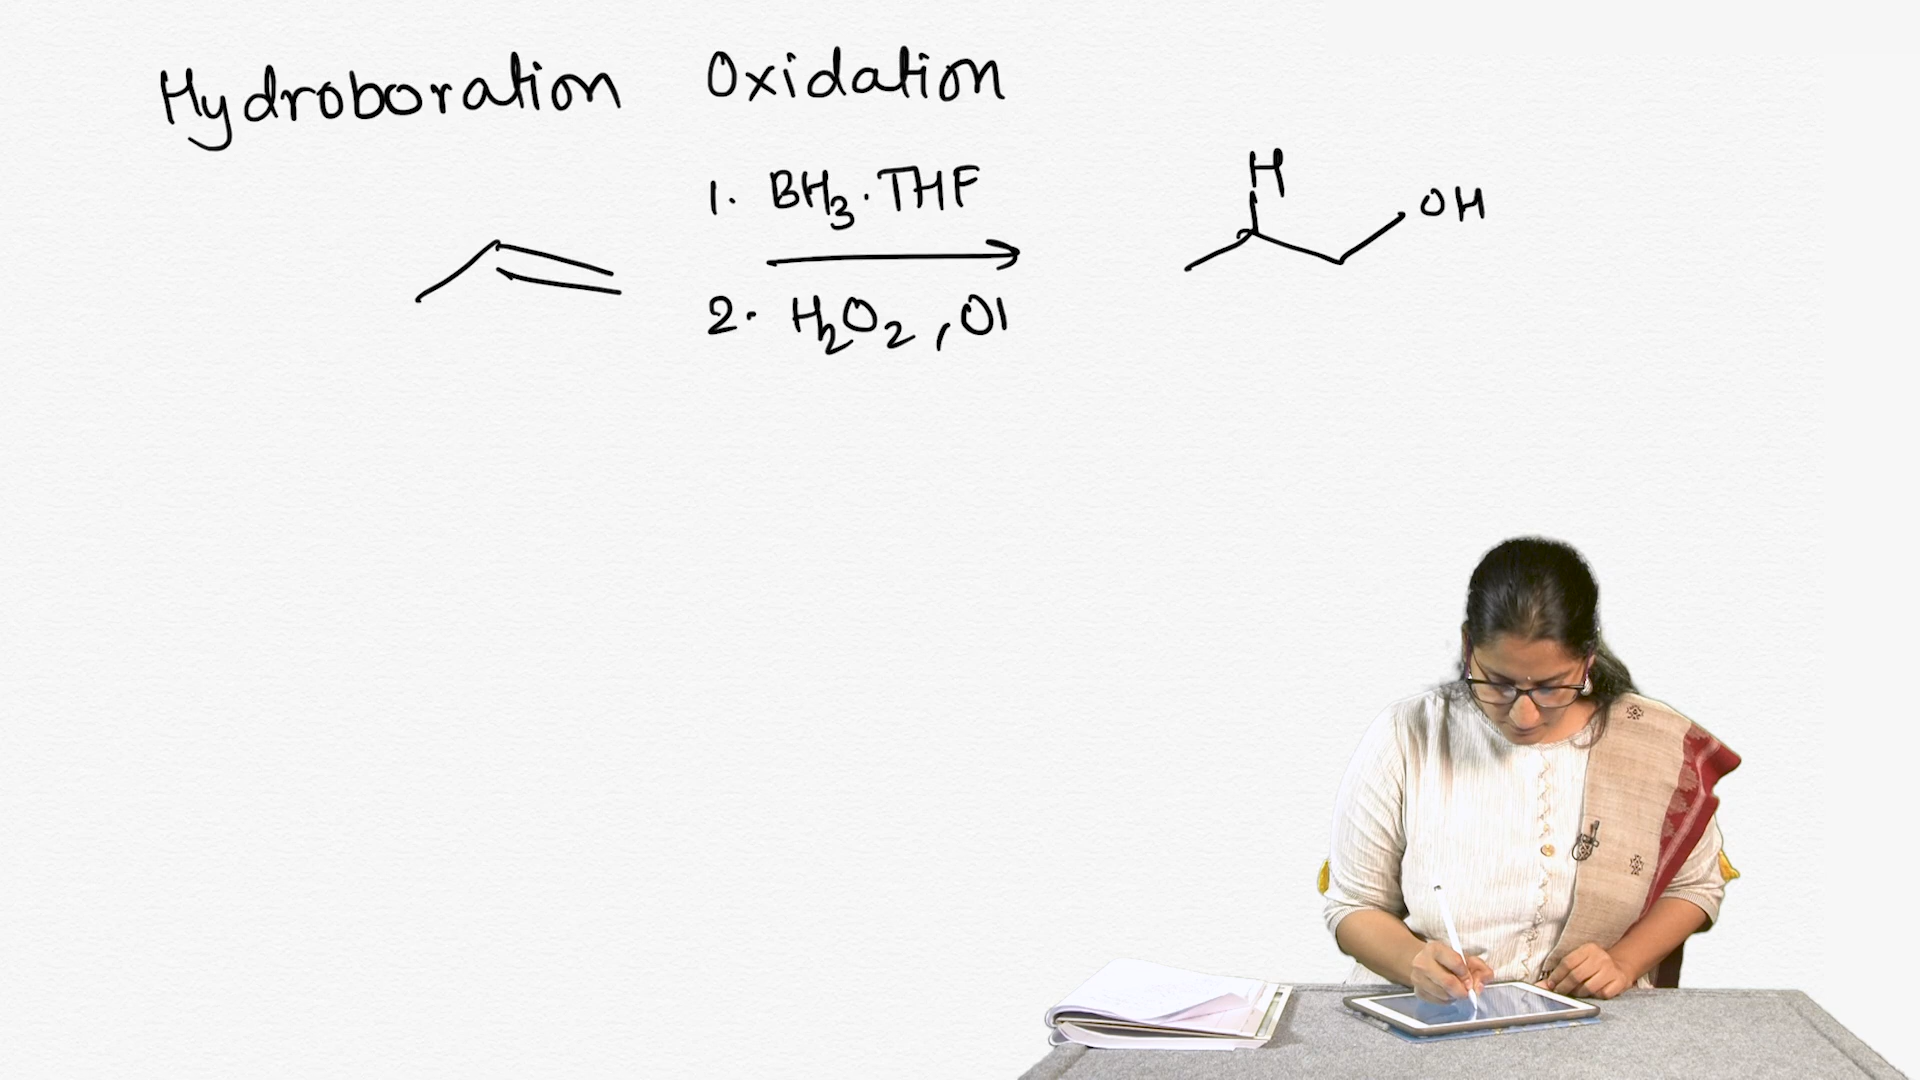 Hydroboration Oxidation
1. BH₃·THF
2. H₂O₂, OI
H
OH